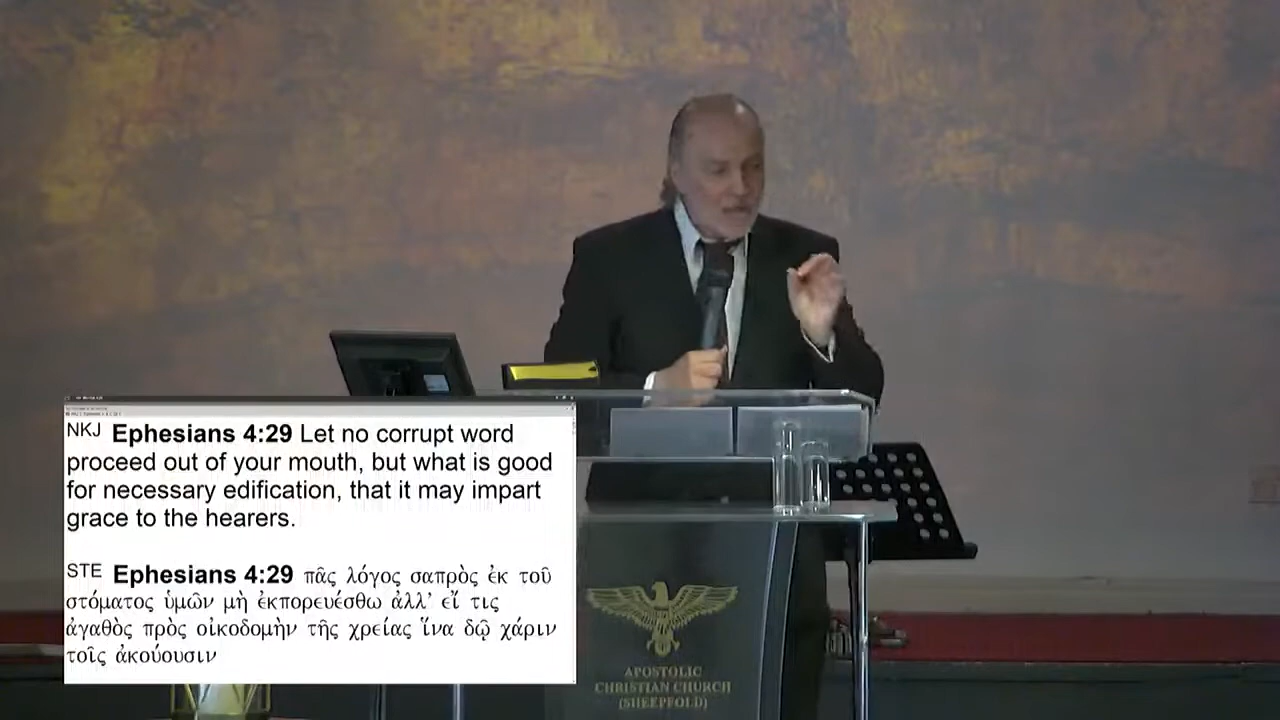 NKJ Ephesians 4:29 Let no corrupt word
proceed out of your mouth, but what is good
for necessary edification, that it may impart
grace to the hearers.
STE Ephesians 4:29 πᾶς λόγος σαπρὸς ἐκ τοῦ
στόματος ὑμῶν μὴ ἐκπορευέσθω ἀλλ' εἴ τις
ἀγαθὸς πρὸς οἰκοδομὴν τῆς χρείας ἵνα δῷ χάριν
τοῖς ἀκούουσιν
APOSTOLIC
CHRISTIAN CHURCH
(SHEEPFOLD)